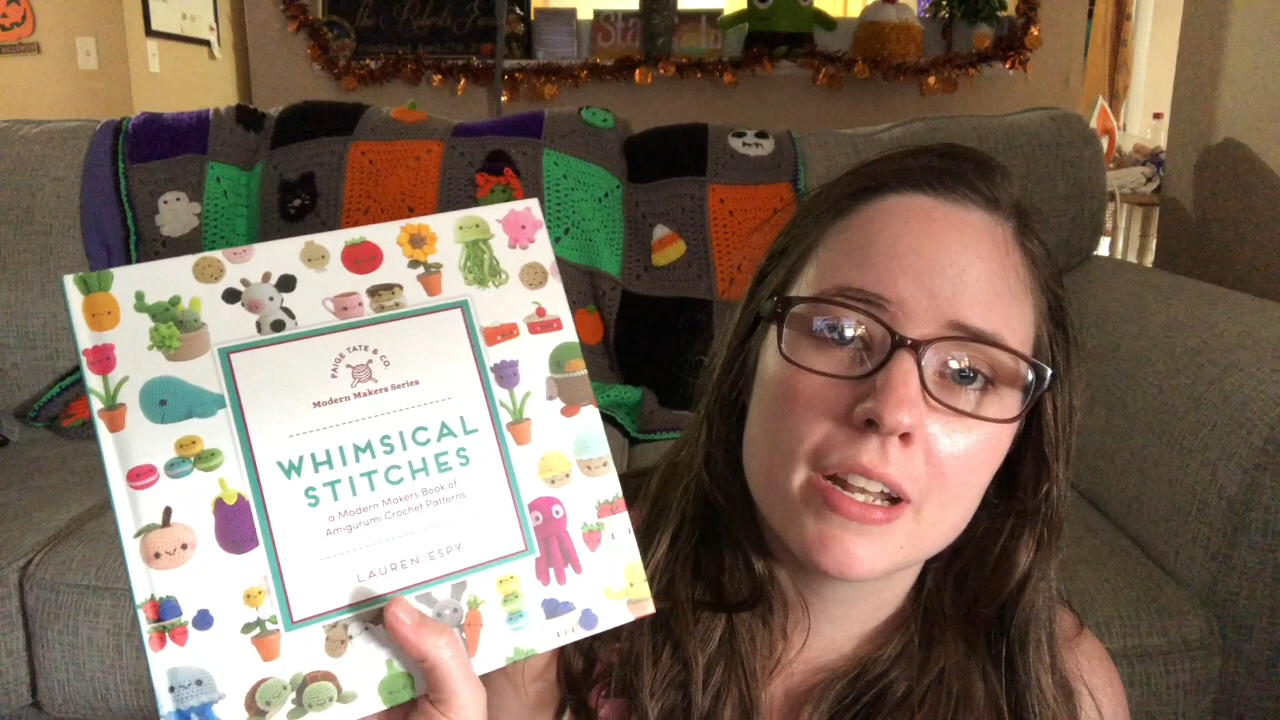 PAIGE TATE & CO.
Modern Makers Series
WHIMSICAL
STITCHES
a Modern Makers Book of
Amigurumi Crochet Patterns
LAUREN ESPY